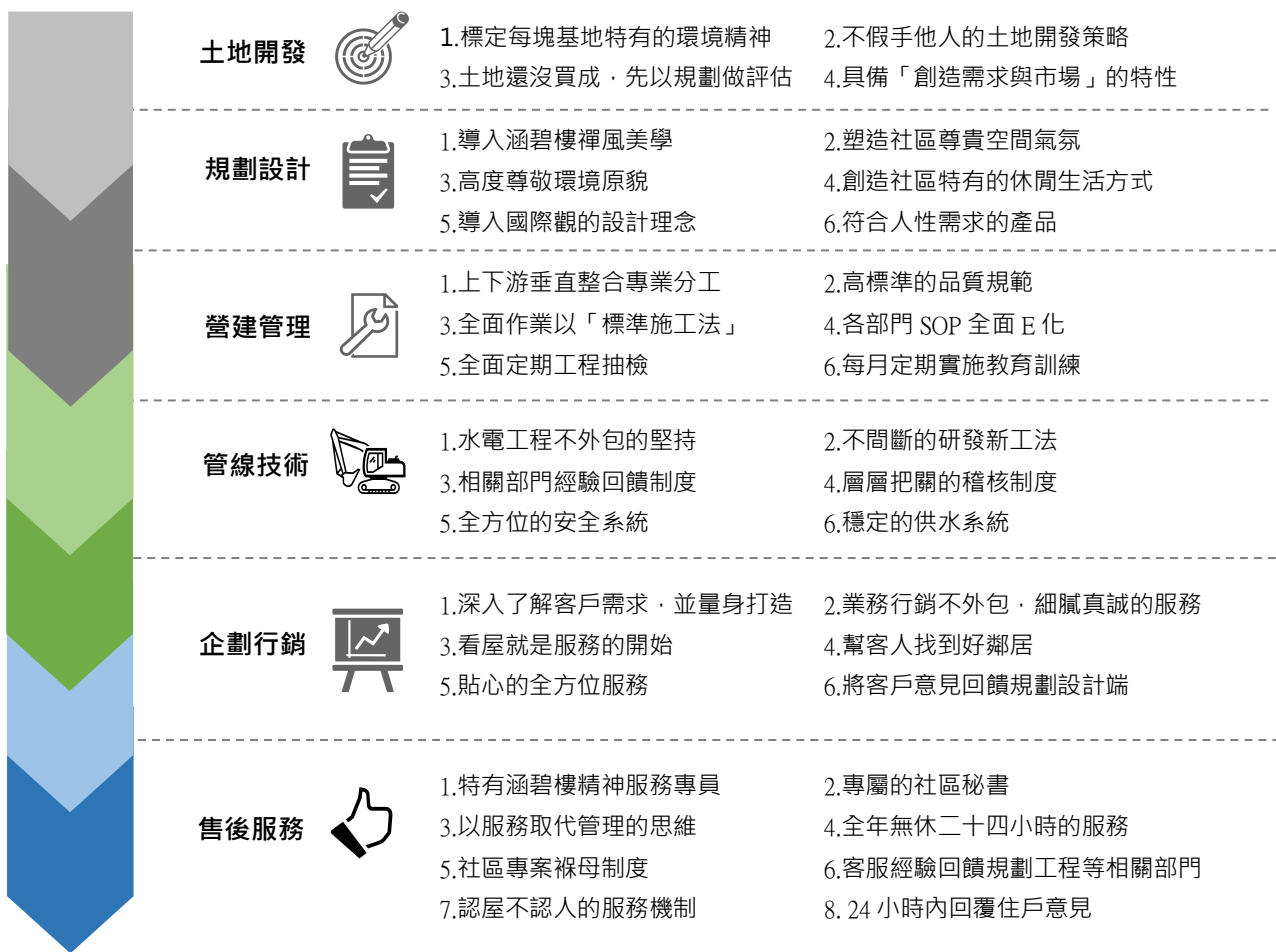 土地開發
1.標定每塊基地特有的環境精神 2.不假手他人的土地開發策略
3.土地還沒買成，先以規劃做評估 4.具備「創造需求與市場」的特性
規劃設計
1.導入涵碧樓禪風美學 2.塑造社區尊貴空間氣氛
3.高度尊敬環境原貌 4.創造社區特有的休閒生活方式
5.導入國際觀的設計理念 6.符合人性需求的產品
營建管理
1.上下游垂直整合專業分工 2.高標準的品質規範
3.全面作業以「標準施工法」 4.各部門 SOP 全面 E 化
5.全面定期工程抽檢 6.每月定期實施教育訓練
管線技術
1.水電工程不外包的堅持 2.不間斷的研發新工法
3.相關部門經驗回饋制度 4.層層把關的稽核制度
5.全方位的安全系統 6.穩定的供水系統
企劃行銷
1.深入了解客戶需求，並量身打造 2.業務行銷不外包，細膩真誠的服務
3.看屋就是服務的開始 4.幫客人找到好鄰居
5.貼心的全方位服務 6.將客戶意見回饋規劃設計端
售後服務
1.特有涵碧樓精神服務專員 2.專屬的社區秘書
3.以服務取代管理的思維 4.全年無休二十四小時的服務
5.社區專案褓母制度 6.客服經驗回饋規劃工程等相關部門
7.認屋不認人的服務機制 8. 24 小時內回覆住戶意見